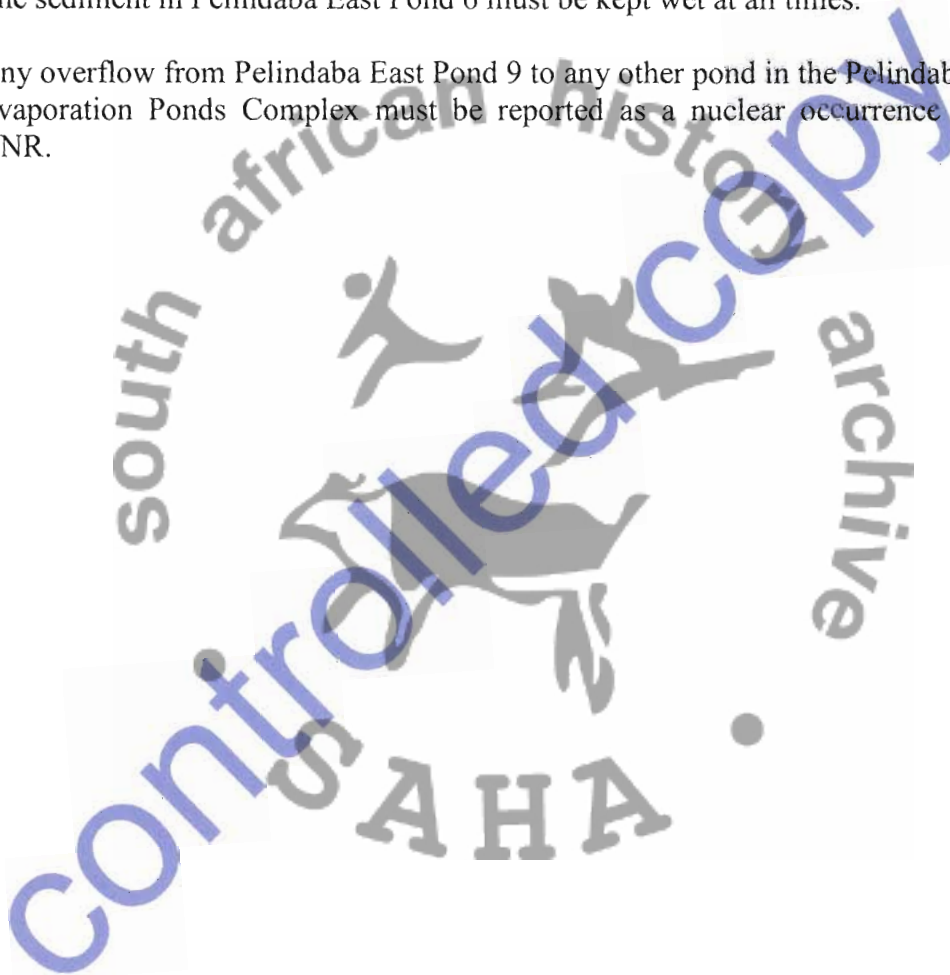 sediment in Pelindaba East Pond 6 must be kept wet at all times.
ny overflow from Pelindaba East Pond 9 to any other pond in the Pelindab
vaporation Ponds Complex must be reported as a nuclear occurrence
NR.
south african history archive
SAHA
controlled copy